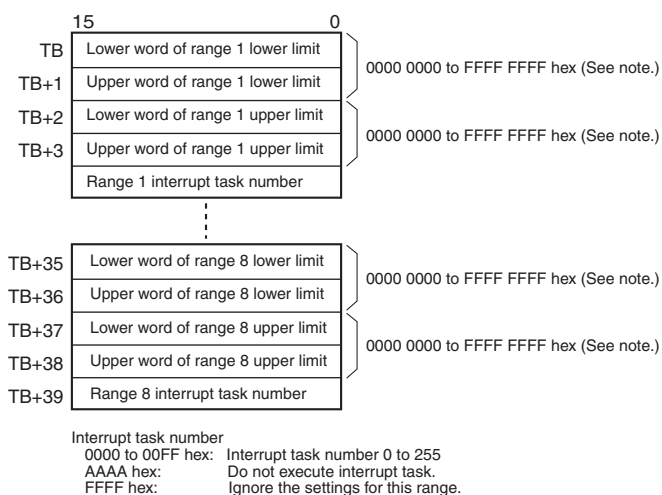 15 0
TB Lower word of range 1 lower limit
0000 0000 to FFFF FFFF hex (See note.)
TB+1 Upper word of range 1 lower limit
TB+2 Lower word of range 1 upper limit
0000 0000 to FFFF FFFF hex (See note.)
TB+3 Upper word of range 1 upper limit
Range 1 interrupt task number
TB+35 Lower word of range 8 lower limit
0000 0000 to FFFF FFFF hex (See note.)
TB+36 Upper word of range 8 lower limit
TB+37 Lower word of range 8 upper limit
0000 0000 to FFFF FFFF hex (See note.)
TB+38 Upper word of range 8 upper limit
TB+39 Range 8 interrupt task number
Interrupt task number
0000 to 00FF hex: Interrupt task number 0 to 255
AAAA hex: Do not execute interrupt task.
FFFF hex: Ignore the settings for this range.